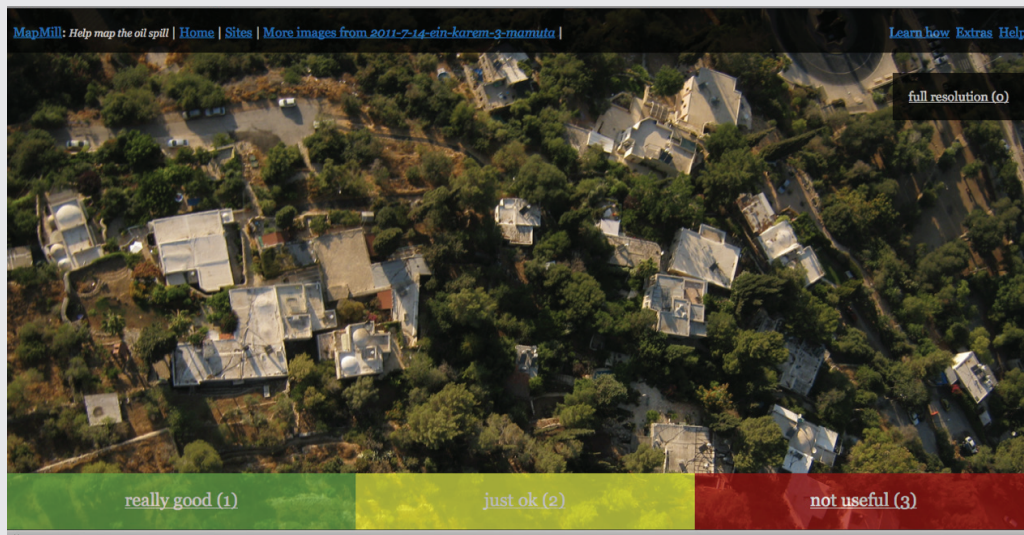 MapMill: Help map the oil spill | Home | Sites | More images from 2011-7-14-ein-karem-3-mamuta |
Learn how Extras Help
full resolution (0)
really good (1)
just ok (2)
not useful (3)